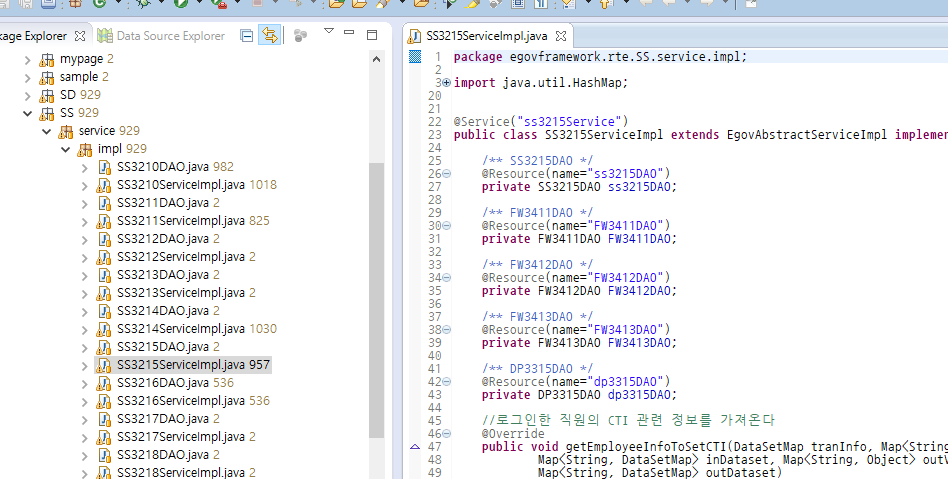 kage Explorer
Data Source Explorer
mypage 2
sample 2
SD 929
SS 929
service 929
impl 929
SS3210DAO.java 982
SS3210ServiceImpl.java 1018
SS3211DAO.java 2
SS3211ServiceImpl.java 825
SS3212DAO.java 2
SS3212ServiceImpl.java 2
SS3213DAO.java 2
SS3213ServiceImpl.java 2
SS3214DAO.java 2
SS3214ServiceImpl.java 1030
SS3215DAO.java 2
SS3215ServiceImpl.java 957
SS3216DAO.java 536
SS3216ServiceImpl.java 536
SS3217DAO.java 2
SS3217ServiceImpl.java 2
SS3218DAO.java 2
SS3218ServiceImpl.java 2
SS3215ServiceImpl.java
1 package egovframework.rte.SS.service.impl;
2
3 import java.util.HashMap;
20
21
22 @Service("ss3215Service")
23 public class SS3215ServiceImpl extends EgovAbstractServiceImpl implemen
24
25 /** SS3215DAO */
26 @Resource(name="ss3215DAO")
27 private SS3215DAO ss3215DAO;
28
29 /** FW3411DAO */
30 @Resource(name="FW3411DAO")
31 private FW3411DAO FW3411DAO;
32
33 /** FW3412DAO */
34 @Resource(name="FW3412DAO")
35 private FW3412DAO FW3412DAO;
36
37 /** FW3413DAO */
38 @Resource(name="FW3413DAO")
39 private FW3413DAO FW3413DAO;
40
41 /** DP3315DAO */
42 @Resource(name="dp3315DAO")
43 private DP3315DAO dp3315DAO;
44
45 //로그인한 직원의 CTI 관련 정보를 가져온다
46 @Override
47 public void getEmployeeInfoToSetCTI(DataSetMap tranInfo, Map<String
48 Map<String, DataSetMap> inDataset, Map<String, Object> outV
49 Map<String, DataSetMap> outDataset)